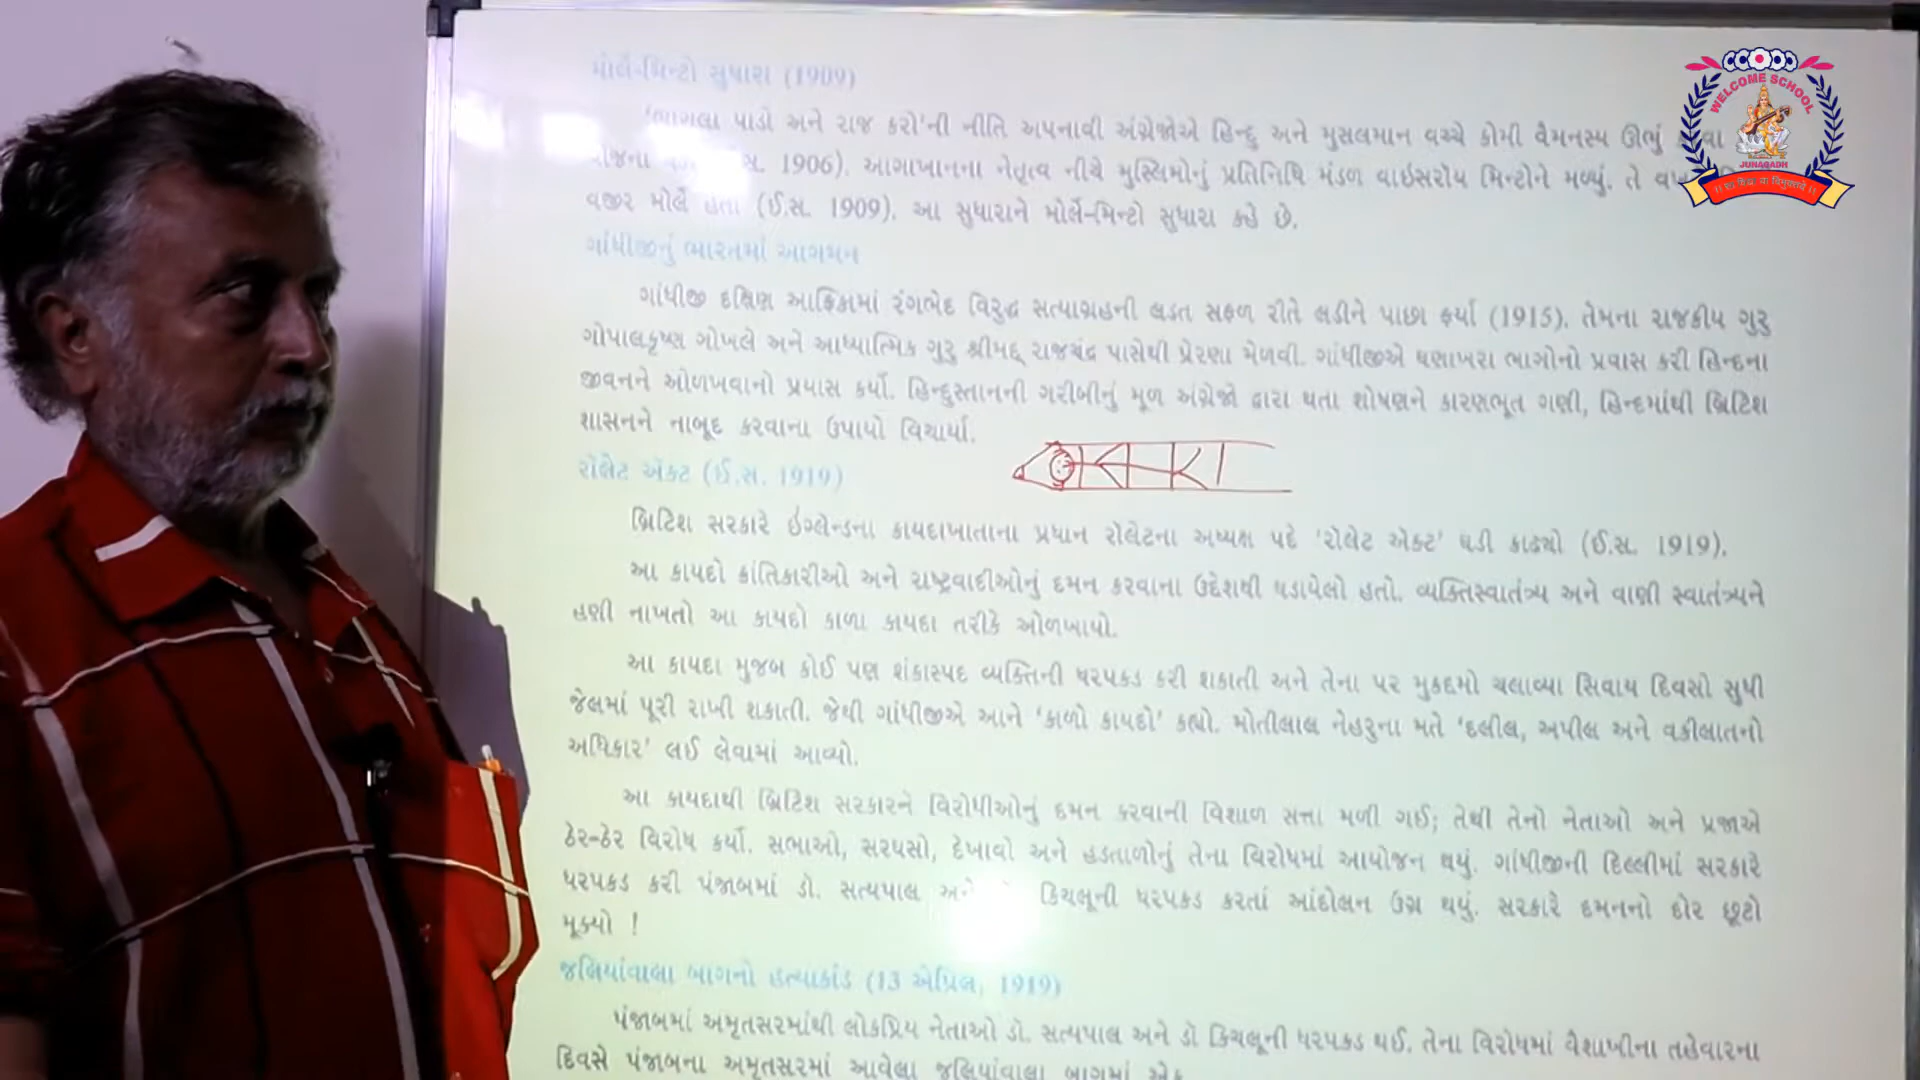 મોર્લે-મિન્ટો સુધારા (1909)
'ભાગલા પાડો અને રાજ કરો'ની નીતિ અપનાવી અંગ્રેજોએ હિન્દુ અને મુસલમાન વચ્ચે કોમી વૈમનસ્ય ઊભું
યોજના 1906). આગાખાનના નેતૃત્વ નીચે મુસ્લિમોનું પ્રતિનિધિ મંડળ વાઇસરૉય મિન્ટોને મળ્યું. તે
વજીર મોર્લે હતા (ઈ.સ. 1909). આ સુધારાને મોર્લે-મિન્ટો સુધારા કહે છે.
ગાંધીજીનું ભારતમાં આગમન
ગાંધીજી દક્ષિણ આફ્રિકામાં રંગભેદ વિરુદ્ધ સત્યાગ્રહની લડત સફળ રીતે લડીને પાછા ફર્યા (1915). તેમના રાજકીય ગુરુ
ગોપાલકૃષ્ણ ગોખલે અને આધ્યાત્મિક ગુરુ શ્રીમદ્ રાજચંદ્ર પાસેથી પ્રેરણા મેળવી. ગાંધીજીએ ઘણાખરા ભાગોનો પ્રવાસ કરી હિન્દના
જીવનને ઓળખવાનો પ્રયાસ કર્યો. હિન્દુસ્તાનની ગરીબીનું મૂળ અંગ્રેજો દ્વારા થતા શોષણને કારણભૂત ગણી, હિન્દમાંથી બ્રિટિશ
શાસનને નાબૂદ કરવાના ઉપાયો વિચાર્યા.
રૉલેટ ઍક્ટ (ઈ.સ. 1919)
બ્રિટિશ સરકારે ઇંગ્લૅન્ડના કાયદાખાતાના પ્રધાન રૉલેટના અધ્યક્ષ પદે 'રૉલેટ ઍક્ટ' ઘડી કાઢ્યો (ઈ.સ. 1919).
આ કાયદો ક્રાંતિકારીઓ અને રાષ્ટ્રવાદીઓનું દમન કરવાના ઉદ્દેશથી ઘડાયેલો હતો. વ્યક્તિસ્વાતંત્ર્ય અને વાણી સ્વાતંત્ર્યને
હણી નાખતો આ કાયદો કાળા કાયદા તરીકે ઓળખાયો.
આ કાયદા મુજબ કોઈ પણ શંકાસ્પદ વ્યક્તિની ધરપકડ કરી શકાતી અને તેના પર મુકદ્દમો ચલાવ્યા સિવાય દિવસો સુધી
જેલમાં પૂરી રાખી શકાતી. જેથી ગાંધીજીએ આને 'કાળો કાયદો' કહ્યો. મોતીલાલ નેહરુના મતે 'દલીલ, અપીલ અને વકીલાતનો
અધિકાર' લઈ લેવામાં આવ્યો.
આ કાયદાથી બ્રિટિશ સરકારને વિરોધીઓનું દમન કરવાની વિશાળ સત્તા મળી ગઈ; તેથી તેનો નેતાઓ અને પ્રજાએ
ઠેર-ઠેર વિરોધ કર્યો. સભાઓ, સરઘસો, દેખાવો અને હડતાળોનું તેના વિરોધમાં આયોજન થયું. ગાંધીજીની દિલ્લીમાં સરકારે
ધરપકડ કરી પંજાબમાં ડૉ. સત્યપાલ કિચલૂની ધરપકડ કરતાં આંદોલન ઉગ્ર થયું. સરકારે દમનનો દોર છૂટો
મૂક્યો !
જલિયાંવાલા બાગનો હત્યાકાંડ (13 એપ્રિલ, 1919)
પંજાબમાં અમૃતસરમાંથી લોકપ્રિય નેતાઓ ડૉ. સત્યપાલ અને ડૉ કિચલૂની ધરપકડ થઈ. તેના વિરોધમાં વૈશાખીના તહેવારના
દિવસે પંજાબના અમૃતસરમાં આવેલા જલિયાંવાલા બાગમાં એક
WELCOME SCHOOL
JUNAGADH
।। सा विद्या या विमुक्तये ।।